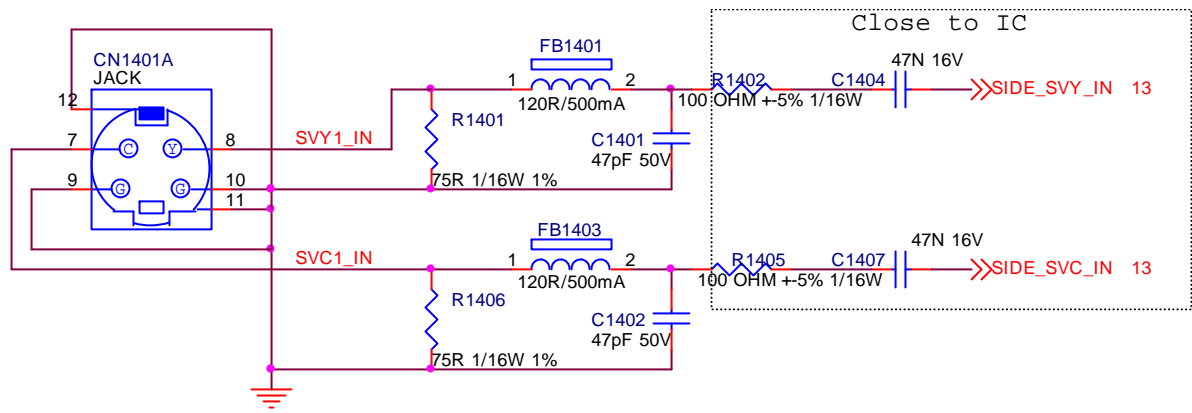 Close to IC
CN1401A
JACK
FB1401
47N 16V
12
1
2
R1402
C1404
SIDE_SVY_IN 13
120R/500mA
100 OHM +-5% 1/16W
R1401
7
C
Y
8
SVY1_IN
C1401
47pF 50V
9
G
G
10
75R 1/16W 1%
11
FB1403
47N 16V
SVC1_IN
1
2
R1405
C1407
SIDE_SVC_IN 13
120R/500mA
100 OHM +-5% 1/16W
R1406
C1402
47pF 50V
75R 1/16W 1%